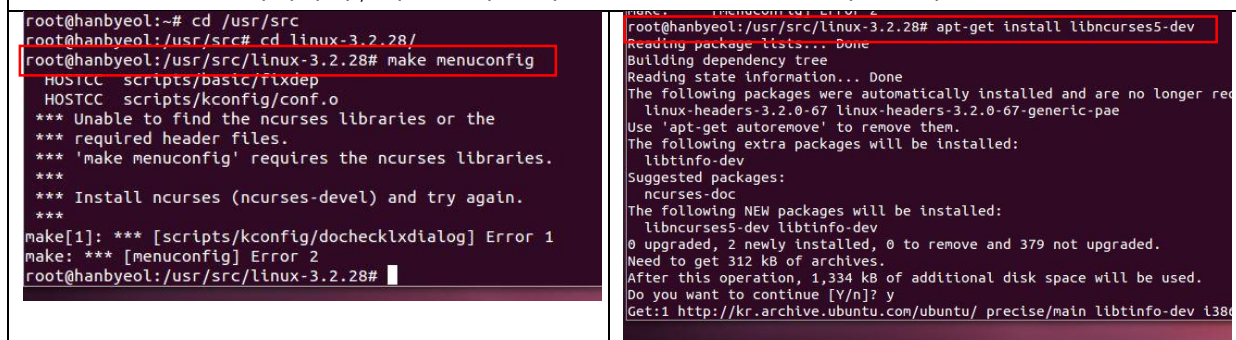 root@hanbyeol:~# cd /usr/src
root@hanbyeol:/usr/src# cd linux-3.2.28/
root@hanbyeol:/usr/src/linux-3.2.28# make menuconfig
  HOSTCC  scripts/basic/fixdep
  HOSTCC  scripts/kconfig/conf.o
 *** Unable to find the ncurses libraries or the
 *** required header files.
 *** 'make menuconfig' requires the ncurses libraries.
 ***
 *** Install ncurses (ncurses-devel) and try again.
 ***
make[1]: *** [scripts/kconfig/dochecklxdialog] Error 1
make: *** [menuconfig] Error 2
root@hanbyeol:/usr/src/linux-3.2.28#
make: *** [menuconfig] Error 2
root@hanbyeol:/usr/src/linux-3.2.28# apt-get install libncurses5-dev
Reading package lists... Done
Building dependency tree
Reading state information... Done
The following packages were automatically installed and are no longer rec
  linux-headers-3.2.0-67 linux-headers-3.2.0-67-generic-pae
Use 'apt-get autoremove' to remove them.
The following extra packages will be installed:
  libtinfo-dev
Suggested packages:
  ncurses-doc
The following NEW packages will be installed:
  libncurses5-dev libtinfo-dev
0 upgraded, 2 newly installed, 0 to remove and 379 not upgraded.
Need to get 312 kB of archives.
After this operation, 1,334 kB of additional disk space will be used.
Do you want to continue [Y/n]? y
Get:1 http://kr.archive.ubuntu.com/ubuntu/ precise/main libtinfo-dev i386